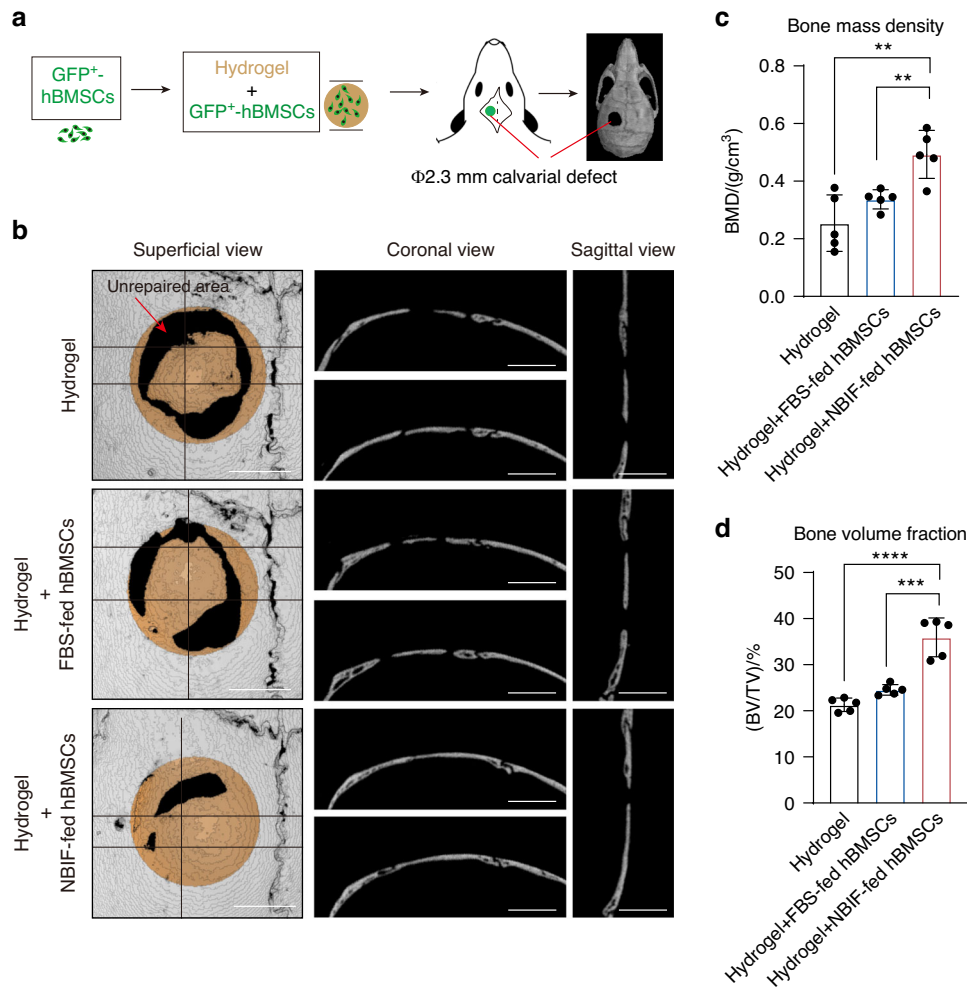 a
GFP⁺-
hBMSCs
Hydrogel
+
GFP⁺-hBMSCs
Φ2.3 mm calvarial defect
b
Superficial view
Coronal view
Sagittal view
Unrepaired area
Hydrogel
Hydrogel
+
FBS-fed hBMSCs
Hydrogel
+
NBIF-fed hBMSCs
c
Bone mass density
**
**
0.8
0.6
0.4
0.2
0.0
BMD/(g/cm³)
Hydrogel
Hydrogel+FBS-fed hBMSCs
Hydrogel+NBIF-fed hBMSCs
d
Bone volume fraction
****
***
50
40
30
20
10
0
(BV/TV)/%
Hydrogel
Hydrogel+FBS-fed hBMSCs
Hydrogel+NBIF-fed hBMSCs